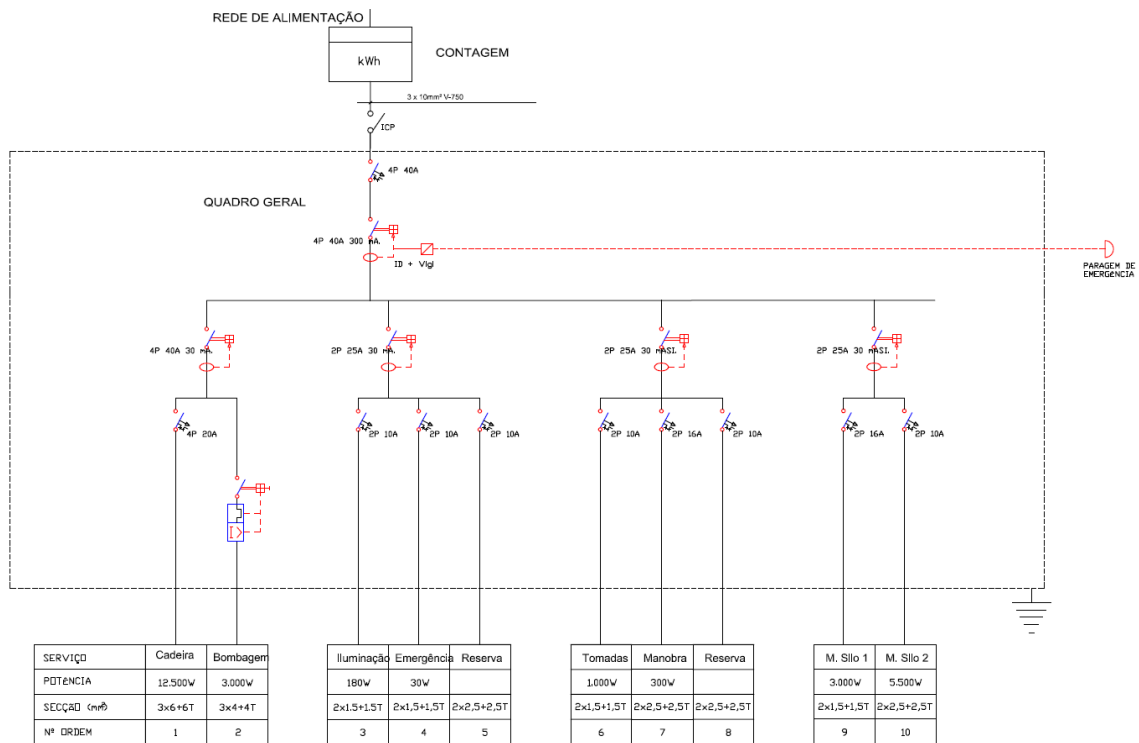 REDE DE ALIMENTAÇÃO
CONTAGEM
kWh
3 x 10mm² V-750
ICP
4P 40A
QUADRO GERAL
4P 40A 300 mA.
ID + Vigi
PARAGEM DE
EMERGêNCIA
4P 40A 30 mA.
2P 25A 30 mA.
2P 25A 30 mASI.
2P 25A 30 mASI.
4P 20A
2P 10A
2P 10A
2P 10A
2P 10A
2P 16A
2P 10A
2P 16A
2P 10A
SERVIÇO Cadeira Bombagem Iluminação Emergência Reserva Tomadas Manobra Reserva M. SIlo 1 M. SIlo 2
POTêNCIA 12.500W 3.000W 180W 30W 1.000W 300W 3.000W 5.500W
SECÇÃO (mm²) 3x6+6T 3x4+4T 2x1.5+1.5T 2x1,5+1,5T 2x2,5+2,5T 2x1,5+1,5T 2x2,5+2,5T 2x2,5+2,5T 2x1,5+1,5T 2x2,5+2,5T
Nº ORDEM 1 2 3 4 5 6 7 8 9 10